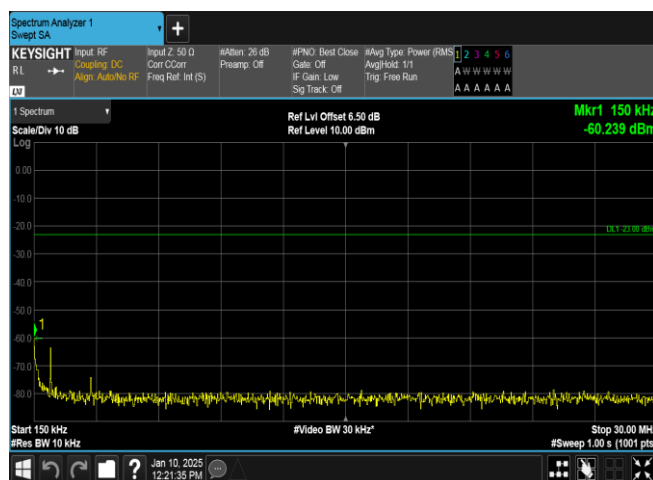 Spectrum Analyzer 1
Swept SA
+
KEYSIGHT Input: RF
RL
Coupling: DC
Align: Auto/No RF
LXI
Input Z: 50 Ω
Corr CCorr
Freq Ref: Int (S)
#Atten: 26 dB
Preamp: Off
#PNO: Best Close
Gate: Off
IF Gain: Low
Sig Track: Off
#Avg Type: Power (RMS
Avg|Hold: 1/1
Trig: Free Run
1 2 3 4 5 6
A W W W W W
A A A A A A
1 Spectrum
Scale/Div 10 dB
Log
Ref Lvl Offset 6.50 dB
Ref Level 10.00 dBm
Mkr1 150 kHz
-60.239 dBm
0.00
-10.0
-20.0
DL1 -23.00 dBm
-30.0
-40.0
-50.0
1
-60.0
-70.0
-80.0
Start 150 kHz
#Res BW 10 kHz
#Video BW 30 kHz*
Stop 30.00 MHz
#Sweep 1.00 s (1001 pts
?
Jan 10, 2025
12:21:35 PM